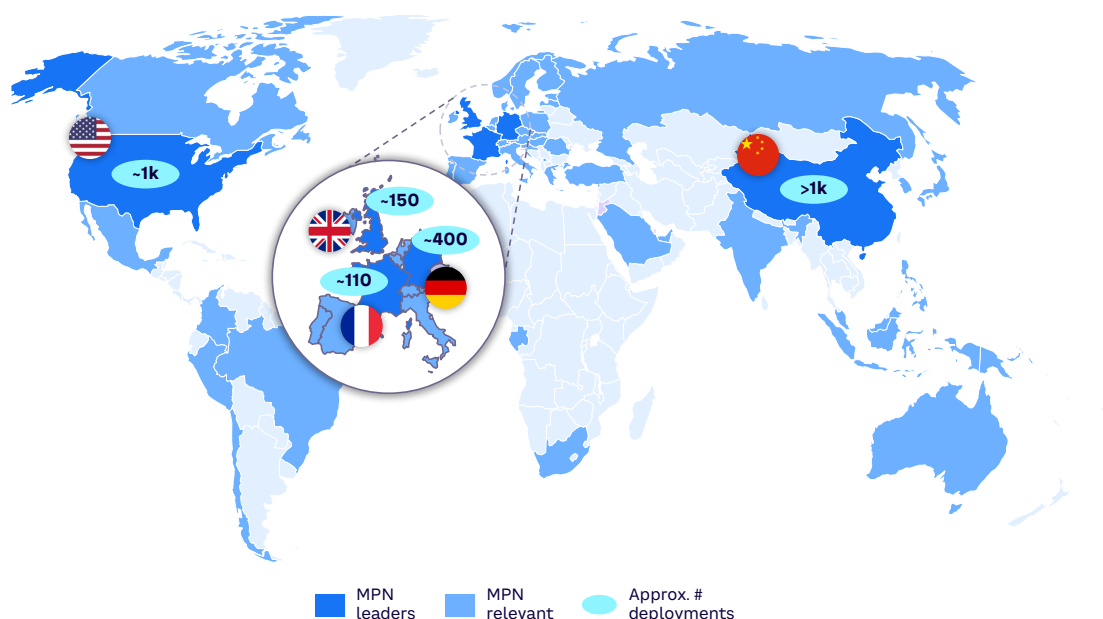 ~1k
~150
~400
~110
>1k
MPN
leaders
MPN
relevant
Approx. #
deployments